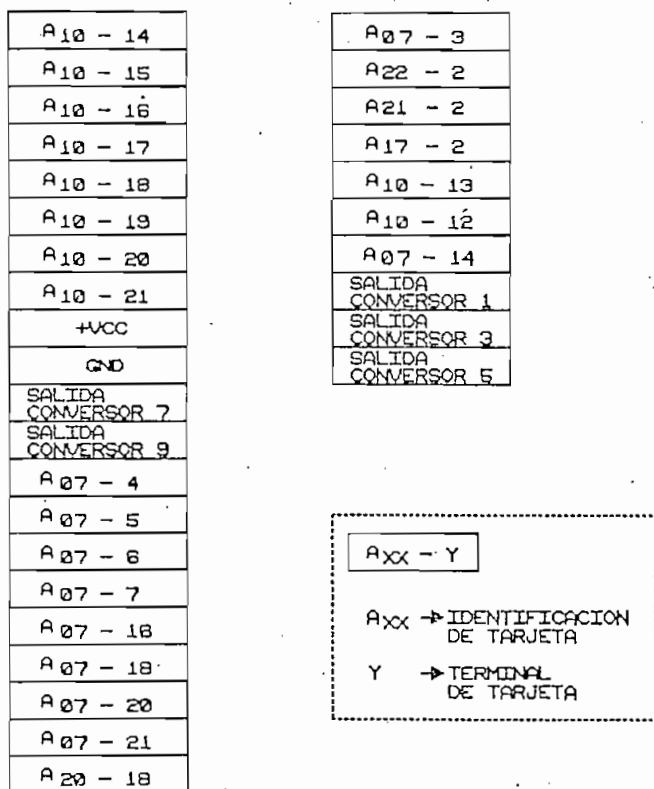 A10 - 14
A10 - 15
A10 - 16
A10 - 17
A10 - 18
A10 - 19
A10 - 20
A10 - 21
+VCC
GND
SALIDA
CONVERSOR 7
SALIDA
CONVERSOR 9
A07 - 4
A07 - 5
A07 - 6
A07 - 7
A07 - 16
A07 - 18
A07 - 20
A07 - 21
A20 - 18
A07 - 3
A22 - 2
A21 - 2
A17 - 2
A10 - 13
A10 - 12
A07 - 14
SALIDA
CONVERSOR 1
SALIDA
CONVERSOR 3
SALIDA
CONVERSOR 5
AXX - Y
AXX → IDENTIFICACION
DE TARJETA
Y → TERMINAL
DE TARJETA